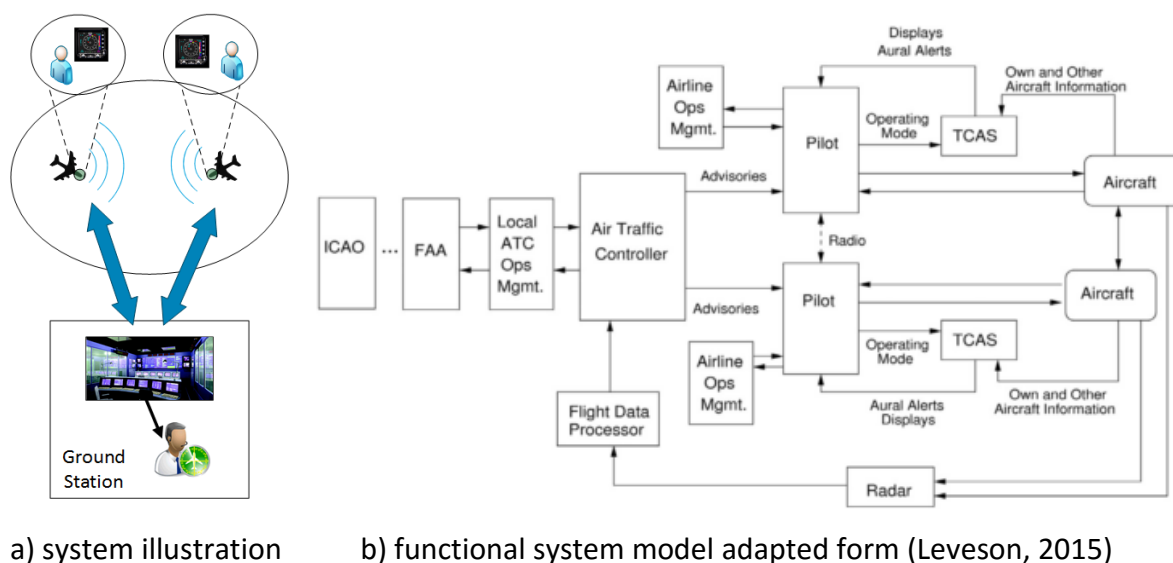 Ground
Station
a) system illustration
ICAO
...
FAA
Local
ATC
Ops
Mgmt.
Air Traffic
Controller
Advisories
Advisories
Airline
Ops
Mgmt.
Pilot
Displays
Aural Alerts
Operating
Mode
TCAS
Own and Other
Aircraft Information
Aircraft
Radio
Pilot
Aircraft
Operating
Mode
TCAS
Airline
Ops
Mgmt.
Aural Alerts
Displays
Own and Other
Aircraft Information
Flight Data
Processor
Radar
b) functional system model adapted form (Leveson, 2015)